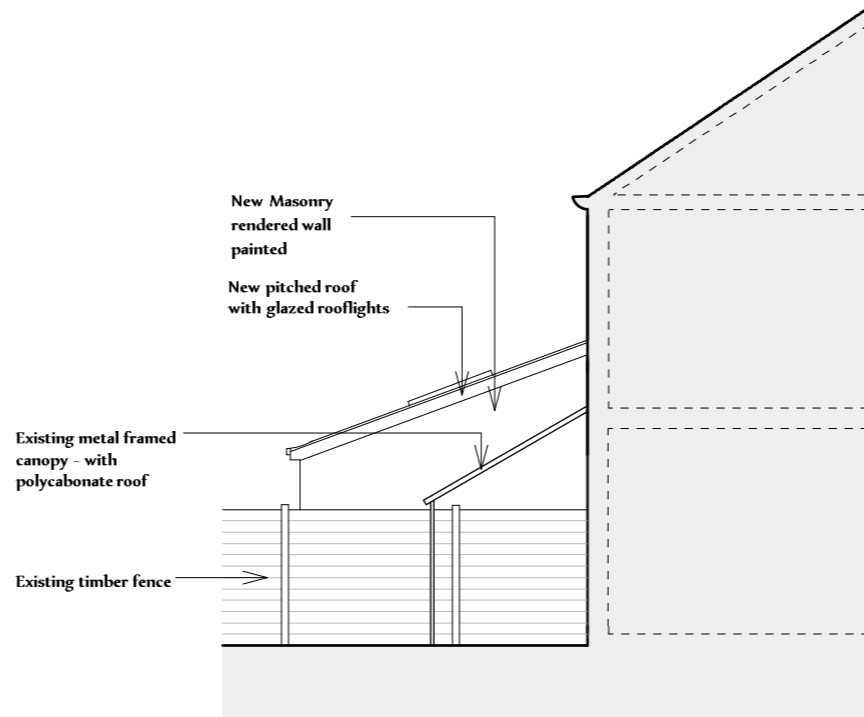 New Masonry
rendered wall
painted
New pitched roof
with glazed rooflights
Existing metal framed
canopy - with
polycabonate roof
Existing timber fence